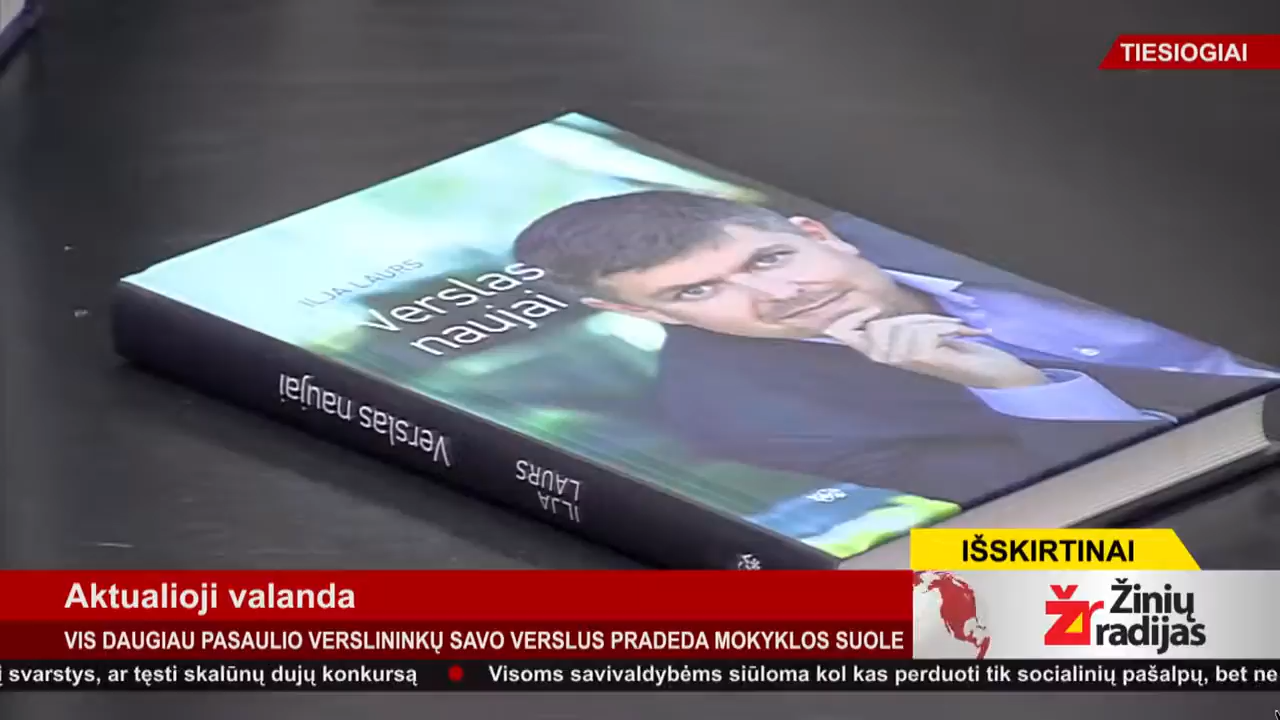 TIESIOGIAI
ILJA LAURS
Verslas
naujai
Verslas naujai
ILJA
LAURS
IŠSKIRTINAI
Aktualioji valanda
Žr Žinių
radijas
VIS DAUGIAU PASAULIO VERSLININKŲ SAVO VERSLUS PRADEDA MOKYKLOS SUOLE
į svarstys, ar tęsti skalūnų dujų konkursą
Visoms savivaldybėms siūloma kol kas perduoti tik socialinių pašalpų, bet ne